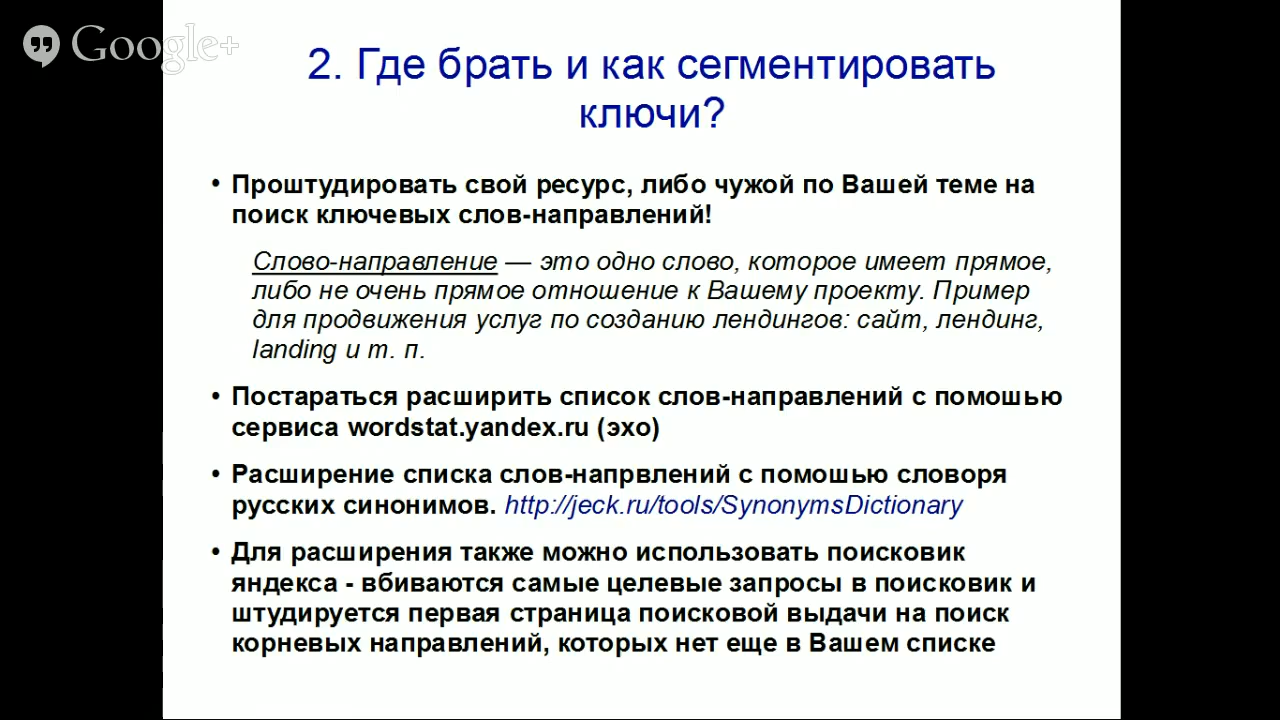 Google+
2. Где брать и как сегментировать
ключи?
• Проштудировать свой ресурс, либо чужой по Вашей теме на
поиск ключевых слов-направлений!
Слово-направление — это одно слово, которое имеет прямое,
либо не очень прямое отношение к Вашему проекту. Пример
для продвижения услуг по созданию лендингов: сайт, лендинг,
landing и т. п.
• Постараться расширить список слов-направлений с помошью
сервиса wordstat.yandex.ru (эхо)
• Расширение списка слов-напрвлений с помошью словоря
русских синонимов. http://jeck.ru/tools/SynonymsDictionary
• Для расширения также можно использовать поисковик
яндекса - вбиваются самые целевые запросы в поисковик и
штудируется первая страница поисковой выдачи на поиск
корневых направлений, которых нет еще в Вашем списке